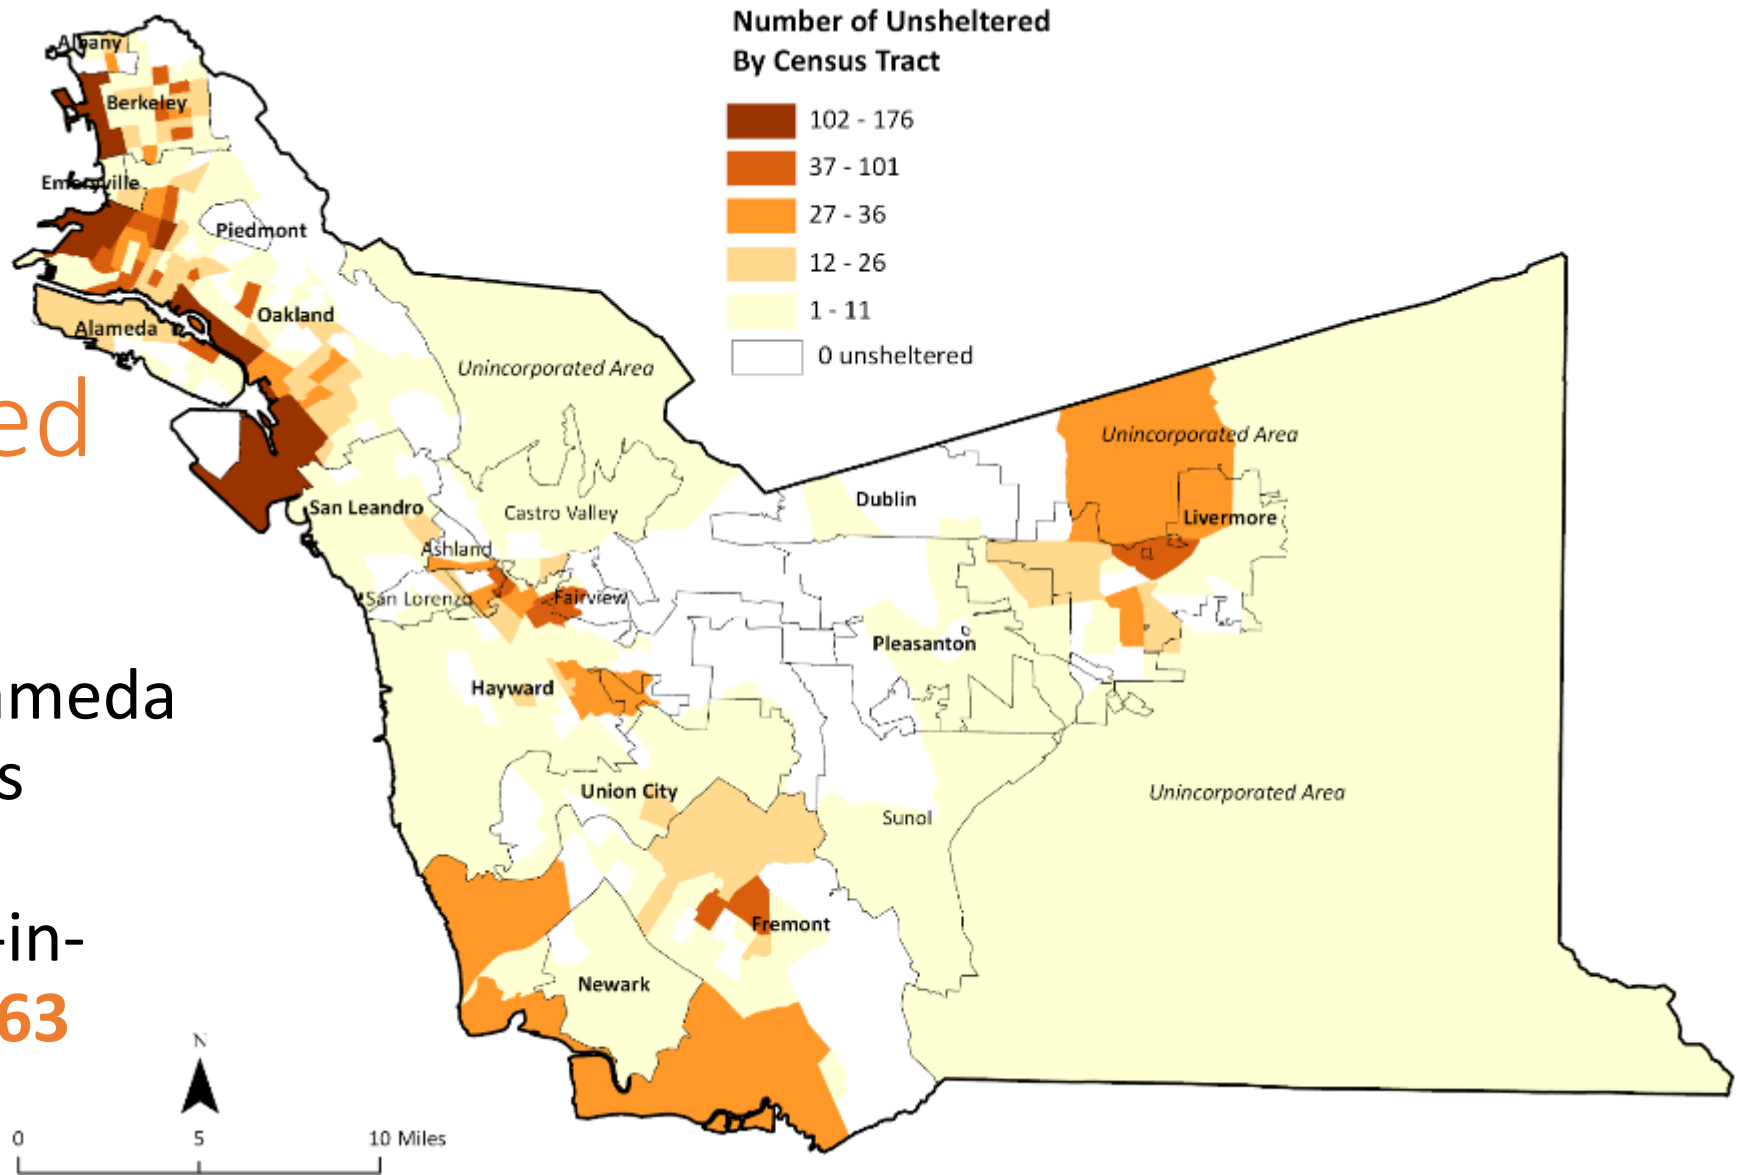 Number of Unsheltered
By Census Tract
102 - 176
37 - 101
27 - 36
12 - 26
1 - 11
0 unsheltered
Albany
Berkeley
Emeryville
Piedmont
Oakland
Alameda
Unincorporated Area
ed
Unincorporated Area
Dublin
San Leandro
Castro Valley
Livermore
Ashland
San Lorenzo
Fairview
Pleasanton
Hayward
ameda
s
Union City
Unincorporated Area
Sunol
Fremont
-in-
Newark
63
N
0 5 10 Miles